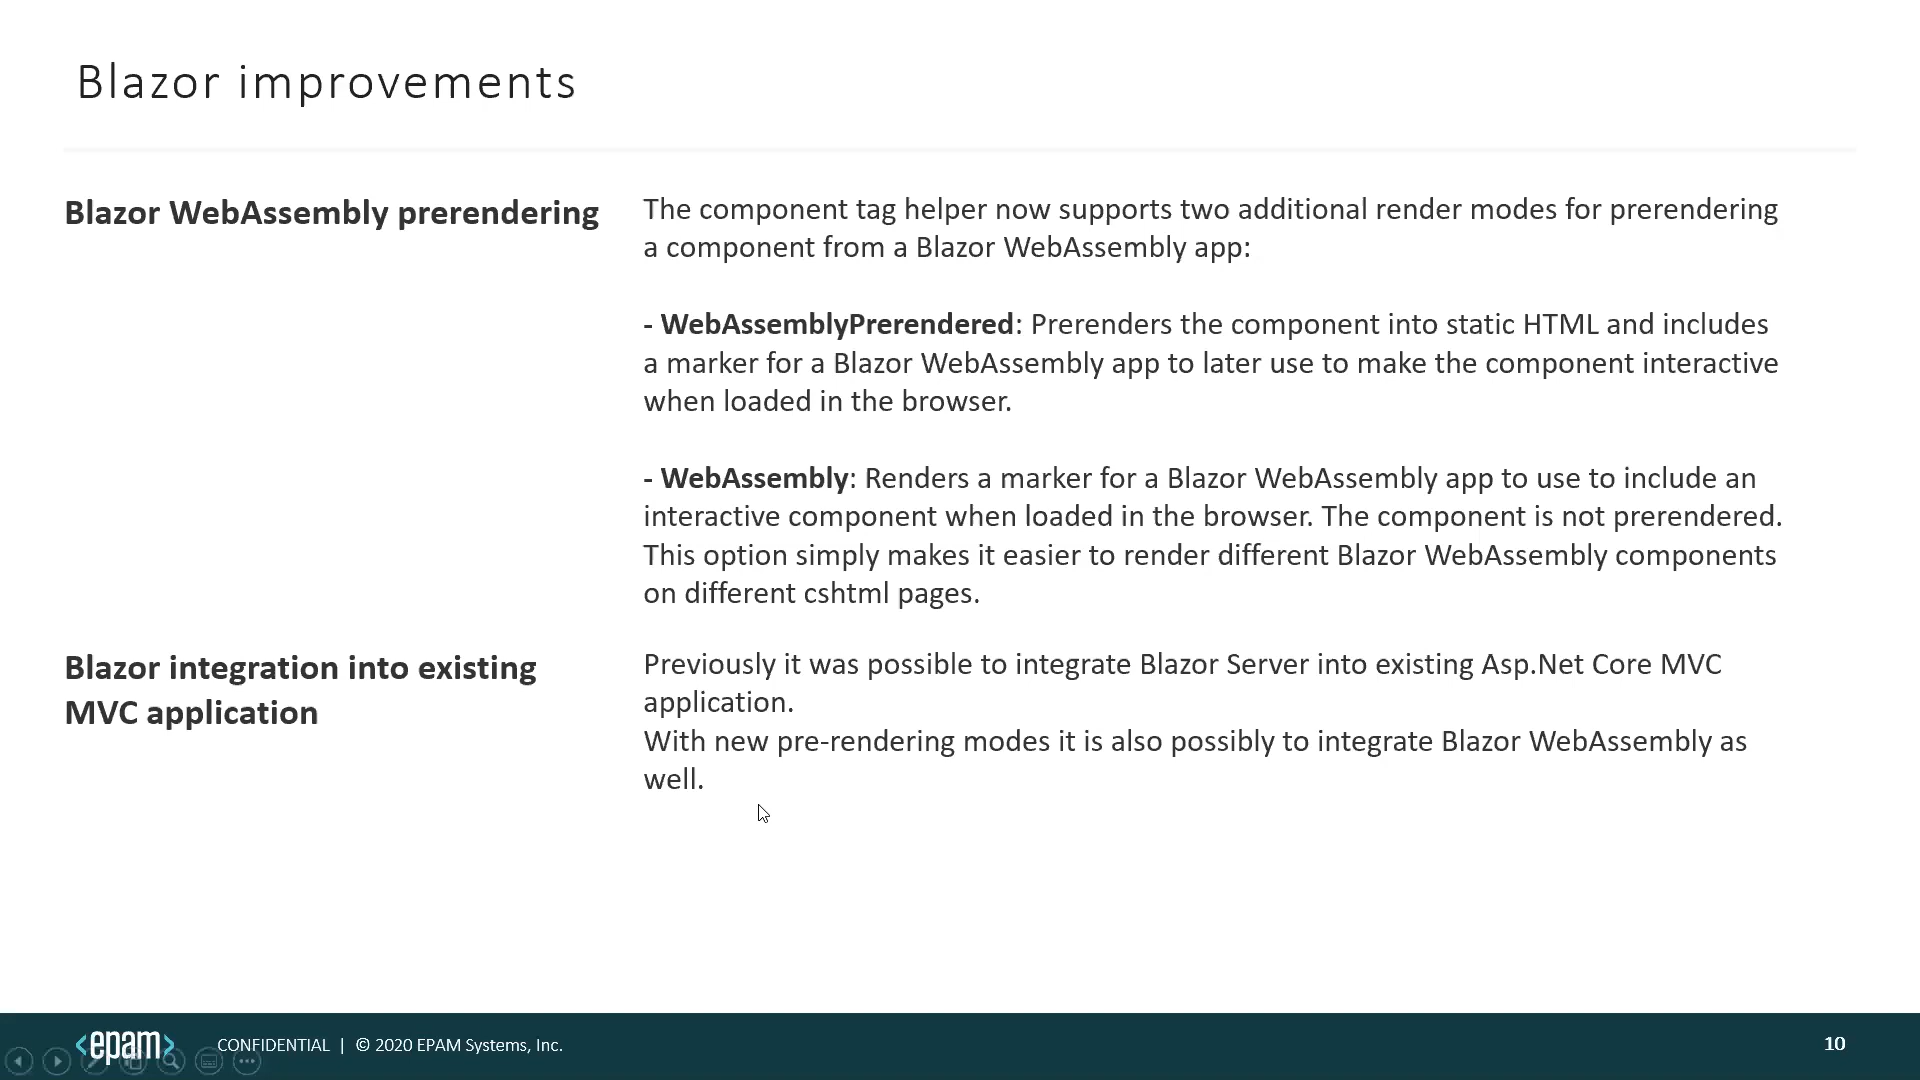 Blazor improvements
Blazor WebAssembly prerendering
The component tag helper now supports two additional render modes for prerendering
a component from a Blazor WebAssembly app:
- WebAssemblyPrerendered: Prerenders the component into static HTML and includes
a marker for a Blazor WebAssembly app to later use to make the component interactive
when loaded in the browser.
- WebAssembly: Renders a marker for a Blazor WebAssembly app to use to include an
interactive component when loaded in the browser. The component is not prerendered.
This option simply makes it easier to render different Blazor WebAssembly components
on different cshtml pages.
Blazor integration into existing
MVC application
Previously it was possible to integrate Blazor Server into existing Asp.Net Core MVC
application.
With new pre-rendering modes it is also possibly to integrate Blazor WebAssembly as
well.
<epam> CONFIDENTIAL | © 2020 EPAM Systems, Inc. 10